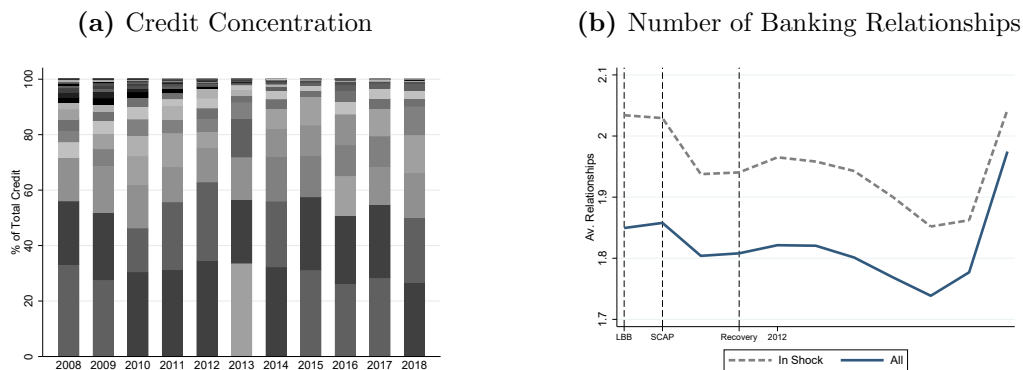 (a) Credit Concentration
% of Total Credit
100
80
60
40
20
0
2008 2009 2010 2011 2012 2013 2014 2015 2016 2017 2018
(b) Number of Banking Relationships
Av. Relationships
2.1
2
1.9
1.8
1.7
LBB SCAP Recovery 2012
In Shock All